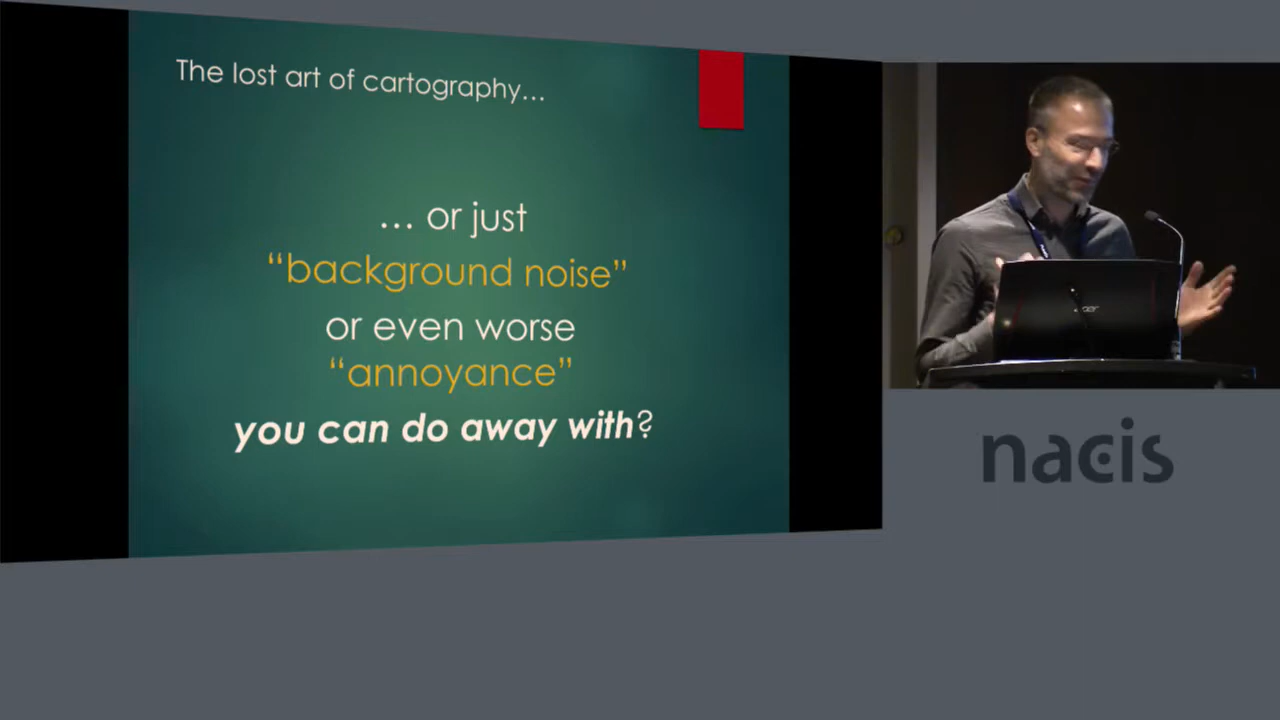 The lost art of cartography...
... or just
“background noise”
or even worse
“annoyance”
you can do away with?
acer
nacis